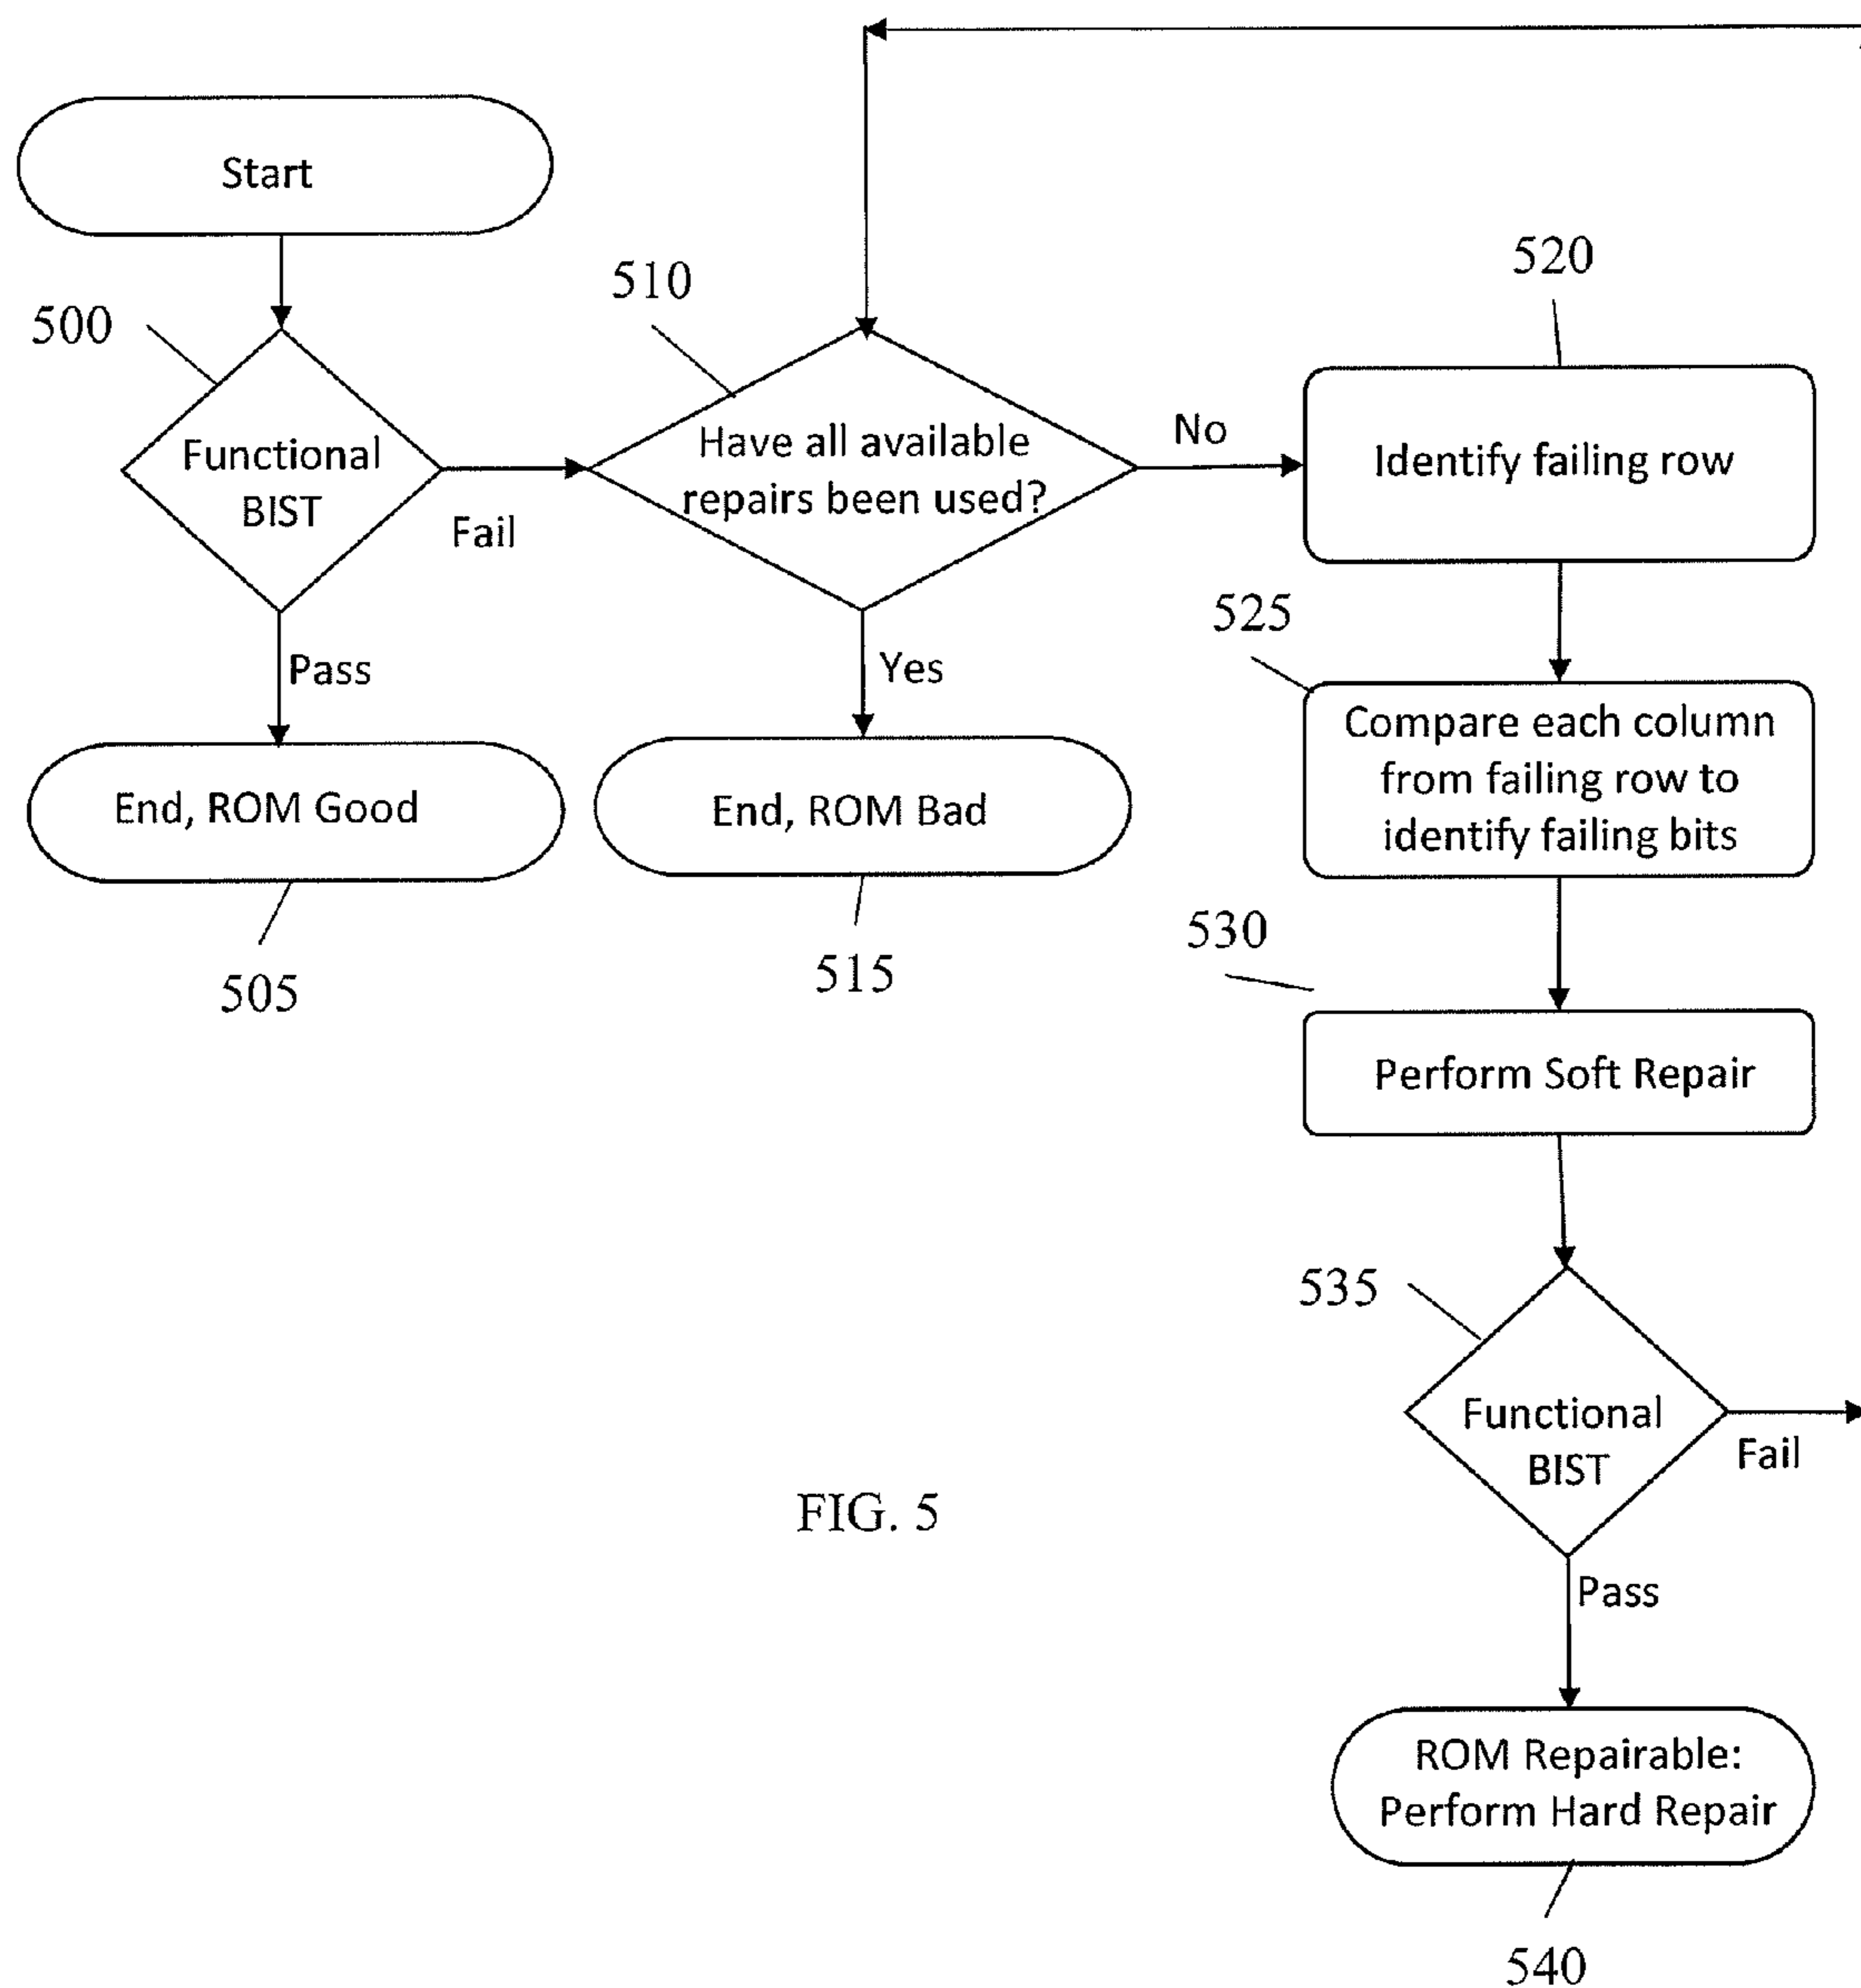 Start
500
Functional
BIST
Fail
Pass
End, ROM Good
505
510
Have all available
repairs been used?
No
Yes
End, ROM Bad
515
520
Identify failing row
525
Compare each column
from failing row to
identify failing bits
530
Perform Soft Repair
535
Functional
BIST
Fail
Pass
ROM Repairable:
Perform Hard Repair
540
FIG. 5